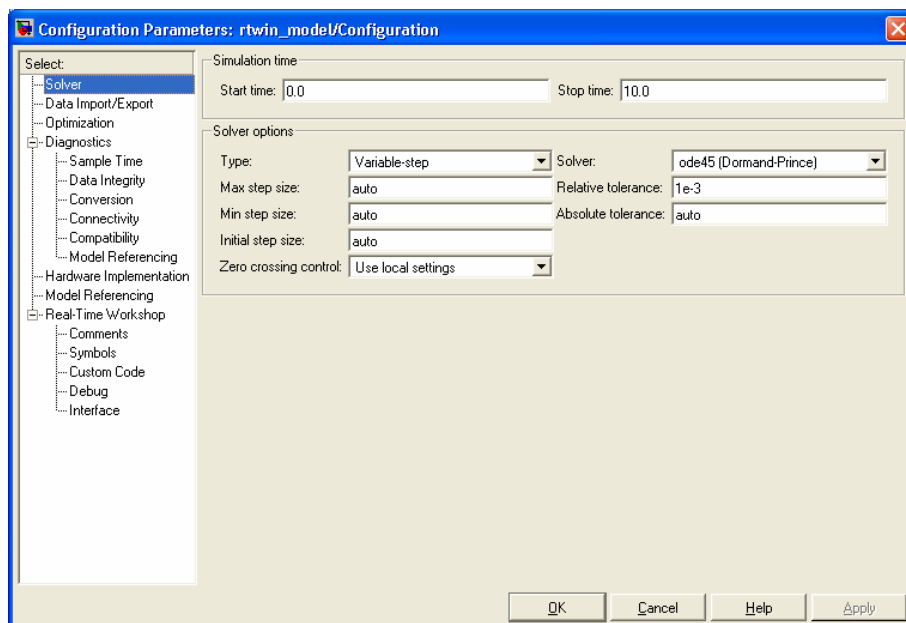 Configuration Parameters: rtwin_model/Configuration
Select:
Solver
Data Import/Export
Optimization
Diagnostics
Sample Time
Data Integrity
Conversion
Connectivity
Compatibility
Model Referencing
Hardware Implementation
Model Referencing
Real-Time Workshop
Comments
Symbols
Custom Code
Debug
Interface
Simulation time
Start time: 0.0 Stop time: 10.0
Solver options
Type: Variable-step Solver: ode45 (Dormand-Prince)
Max step size: auto Relative tolerance: 1e-3
Min step size: auto Absolute tolerance: auto
Initial step size: auto
Zero crossing control: Use local settings
OK Cancel Help Apply